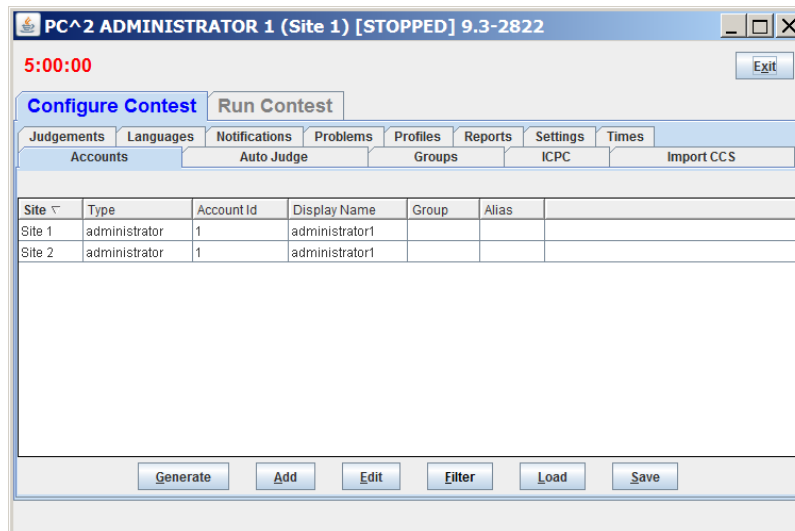 PC^2 ADMINISTRATOR 1 (Site 1) [STOPPED] 9.3-2822
5:00:00
Exit
Configure Contest Run Contest
Judgements Languages Notifications Problems Profiles Reports Settings Times
Accounts Auto Judge Groups ICPC Import CCS
Site Type Account Id Display Name Group Alias
Site 1 administrator 1 administrator1
Site 2 administrator 1 administrator1
Generate Add Edit Filter Load Save